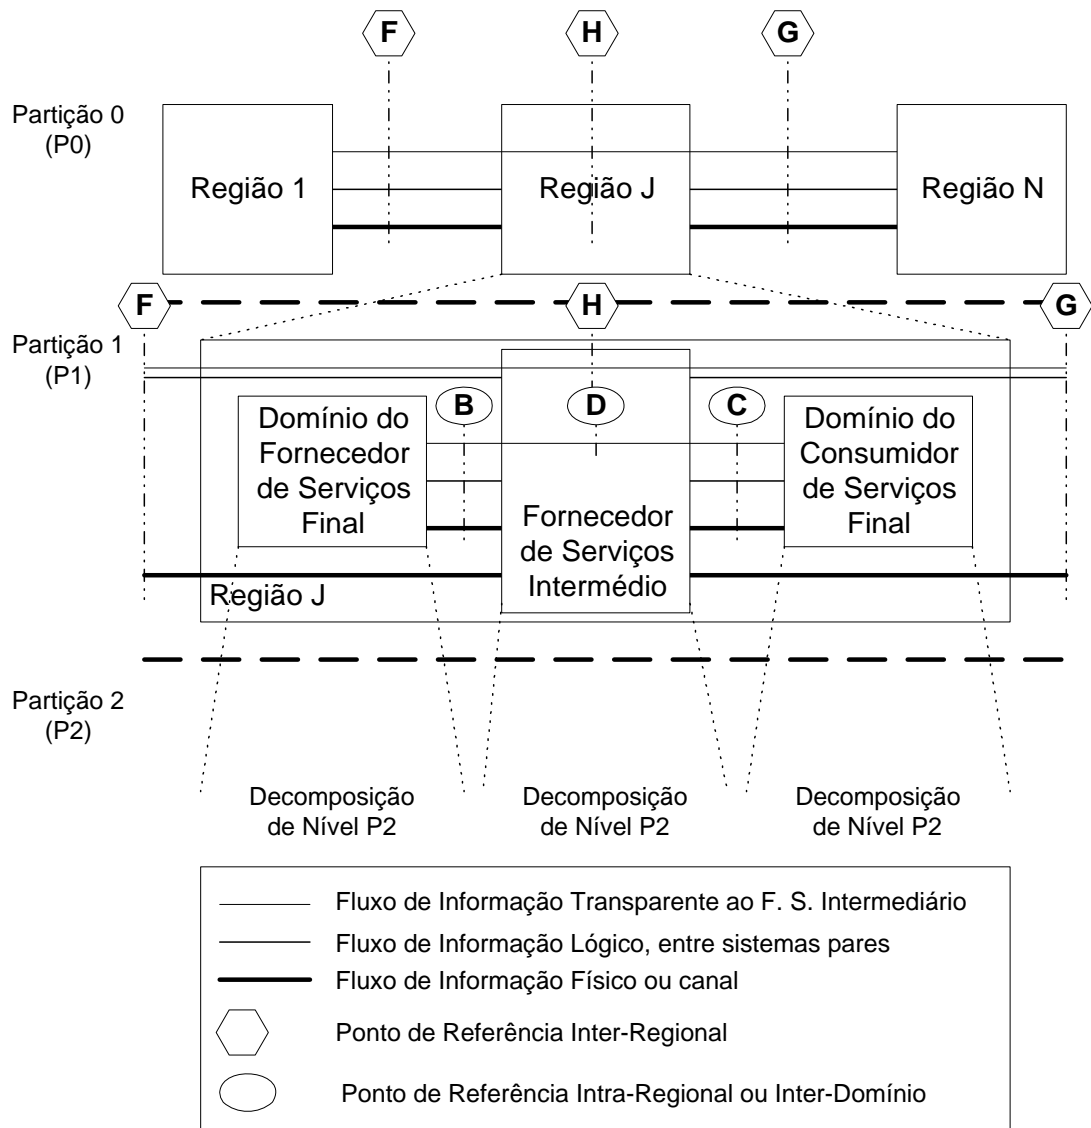 F
H
G
Partição 0
(P0)
Região 1
Região J
Região N
F
H
G
Partição 1
(P1)
B
D
C
Domínio do
Fornecedor
de Serviços
Final
Fornecedor
de Serviços
Intermédio
Domínio do
Consumidor
de Serviços
Final
Região J
Partição 2
(P2)
Decomposição
de Nível P2
Decomposição
de Nível P2
Decomposição
de Nível P2
Fluxo de Informação Transparente ao F. S. Intermediário
Fluxo de Informação Lógico, entre sistemas pares
Fluxo de Informação Físico ou canal
Ponto de Referência Inter-Regional
Ponto de Referência Intra-Regional ou Inter-Domínio